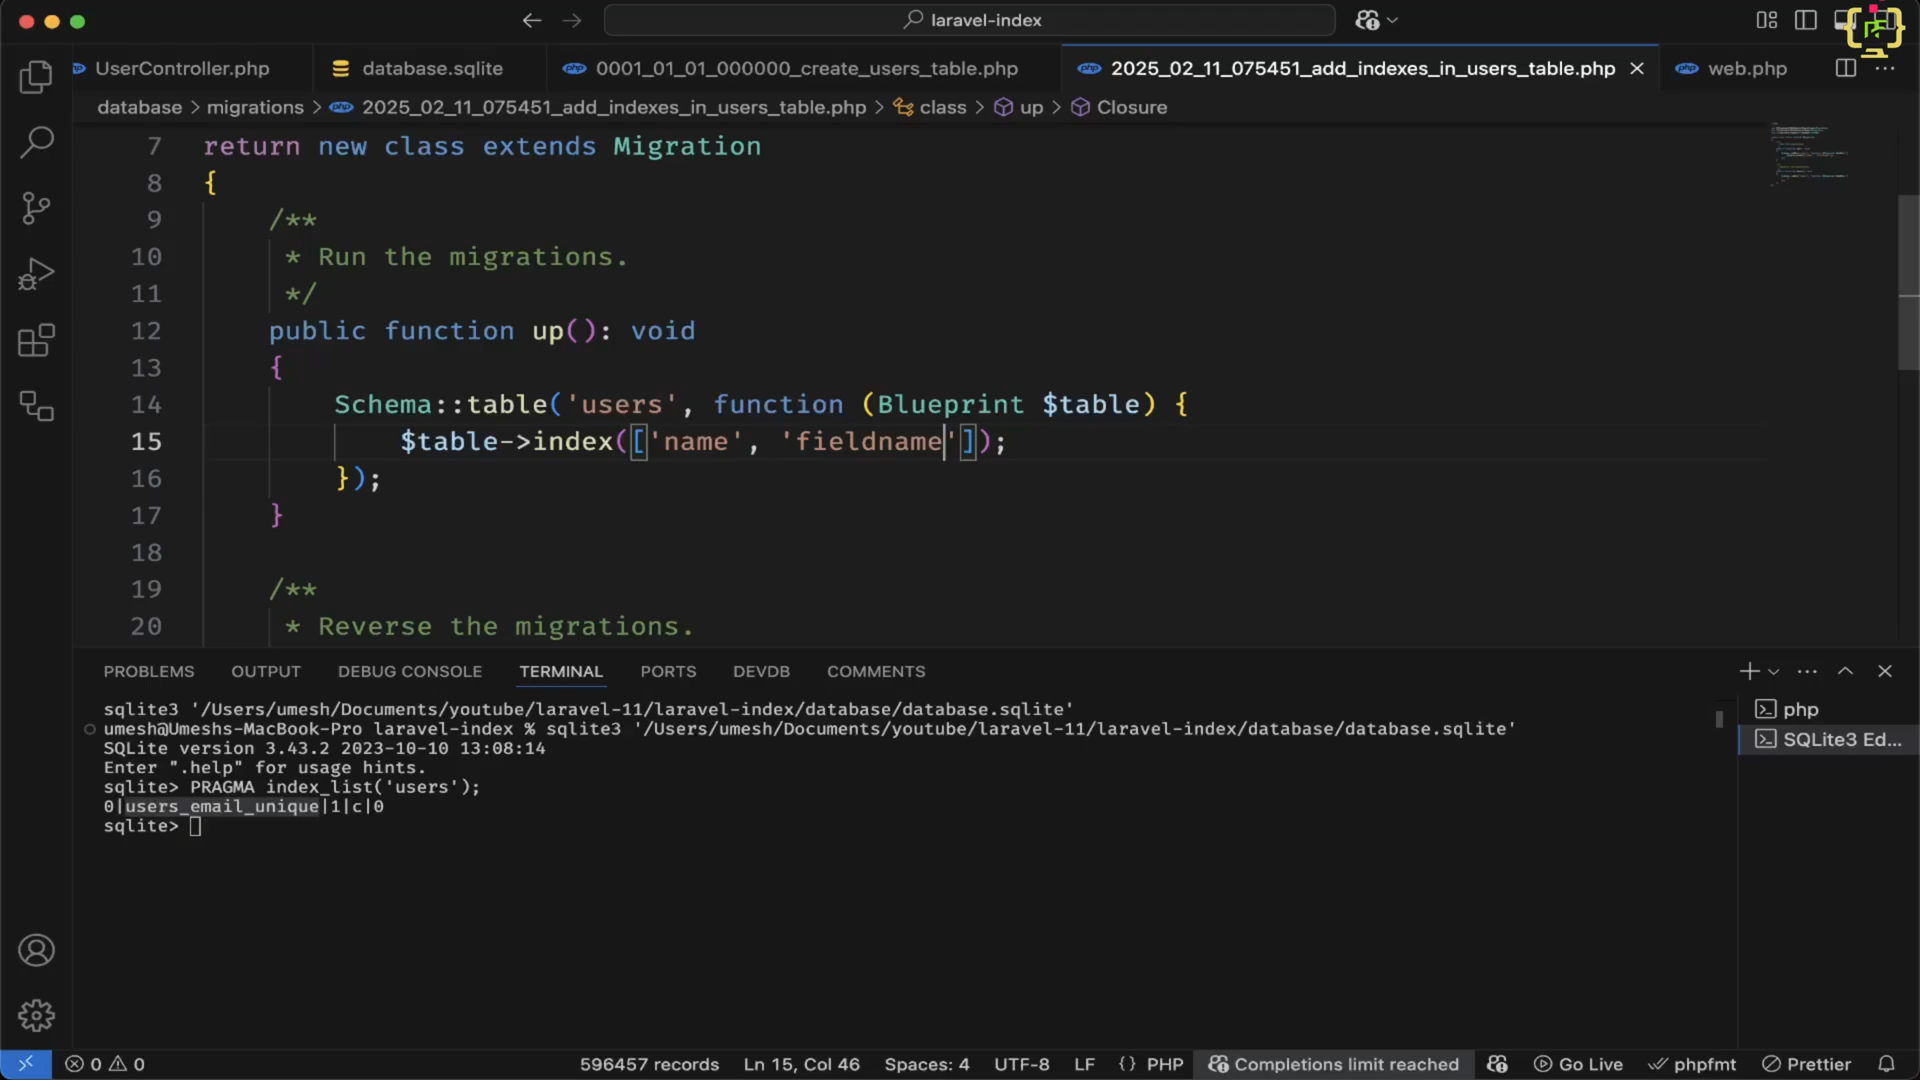 laravel-index
UserController.php
database.sqlite
php 0001_01_01_000000_create_users_table.php
php 2025_02_11_075451_add_indexes_in_users_table.php
php web.php
database > migrations > php 2025_02_11_075451_add_indexes_in_users_table.php > class > up > Closure
7 return new class extends Migration
8 {
9 /**
10 * Run the migrations.
11 */
12 public function up(): void
13 {
14 Schema::table('users', function (Blueprint $table) {
15 $table->index(['name', 'fieldname']);
16 });
17 }
18
19 /**
20 * Reverse the migrations.
PROBLEMS OUTPUT DEBUG CONSOLE TERMINAL PORTS DEVDB COMMENTS
sqlite3 '/Users/umesh/Documents/youtube/laravel-11/laravel-index/database/database.sqlite'
umesh@Umeshs-MacBook-Pro laravel-index % sqlite3 '/Users/umesh/Documents/youtube/laravel-11/laravel-index/database/database.sqlite'
SQLite version 3.43.2 2023-10-10 13:08:14
Enter ".help" for usage hints.
sqlite> PRAGMA index_list('users');
0|users_email_unique|1|c|0
sqlite>
php
SQLite3 Ed...
0 0 596457 records Ln 15, Col 46 Spaces: 4 UTF-8 LF {} PHP Completions limit reached Go Live phpfmt Prettier